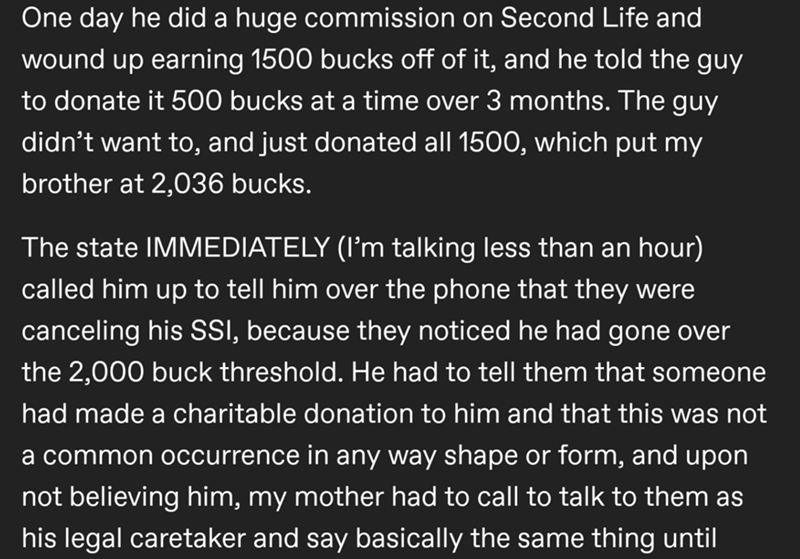 One day he did a huge commission on Second Life and
wound up earning 1500 bucks off of it, and he told the guy
to donate it 500 bucks at a time over 3 months. The guy
didn’t want to, and just donated all 1500, which put my
brother at 2,036 bucks.
The state IMMEDIATELY (I’m talking less than an hour)
called him up to tell him over the phone that they were
canceling his SSI, because they noticed he had gone over
the 2,000 buck threshold. He had to tell them that someone
had made a charitable donation to him and that this was not
a common occurrence in any way shape or form, and upon
not believing him, my mother had to call to talk to them as
his legal caretaker and say basically the same thing until